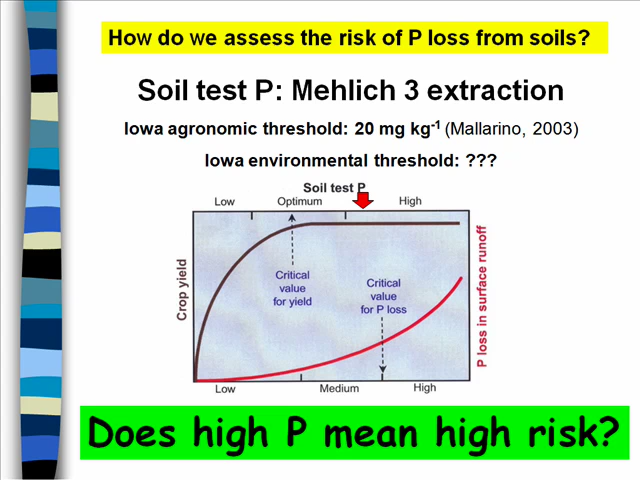 How do we assess the risk of P loss from soils?
Soil test P: Mehlich 3 extraction
Iowa agronomic threshold: 20 mg kg⁻¹ (Mallarino, 2003)
Iowa environmental threshold: ???
Soil test P
Low Optimum High
Crop yield
Critical
value
for yield
Critical
value
for P loss
P loss in surface runoff
Low Medium High
Does high P mean high risk?